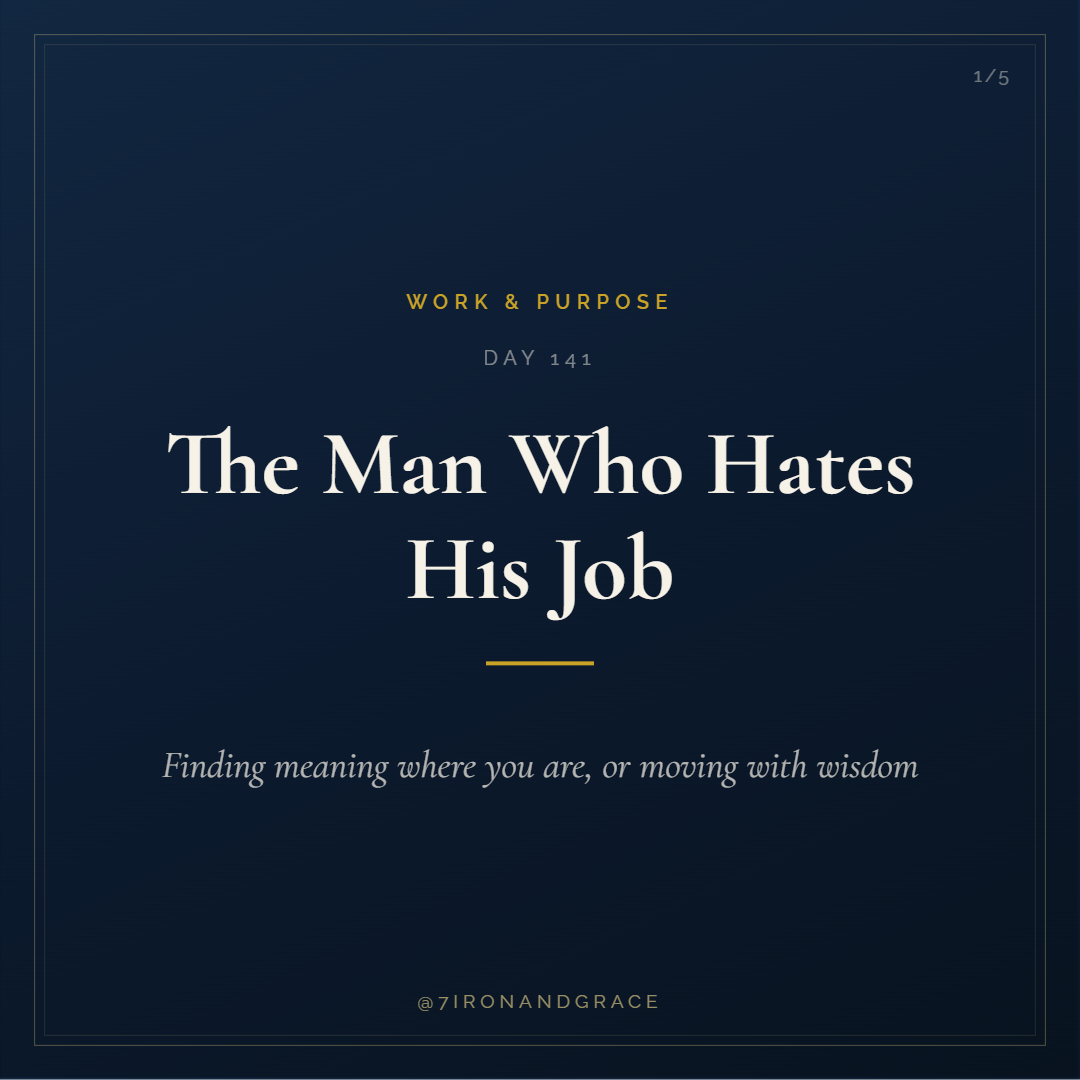 1/5
WORK & PURPOSE
DAY 141
The Man Who Hates
His Job
Finding meaning where you are, or moving with wisdom
@7IRONANDGRACE